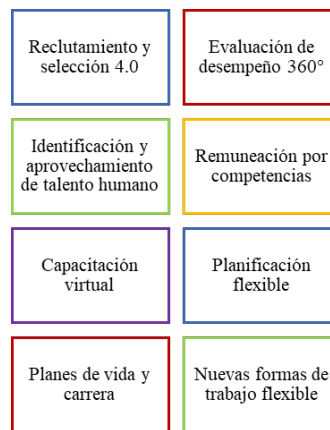 Reclutamiento y
selección 4.0
Evaluación de
desempeño 360°
Identificación y
aprovechamiento
de talento humano
Remuneación por
competencias
Capacitación
virtual
Planificación
flexible
Planes de vida y
carrera
Nuevas formas de
trabajo flexible